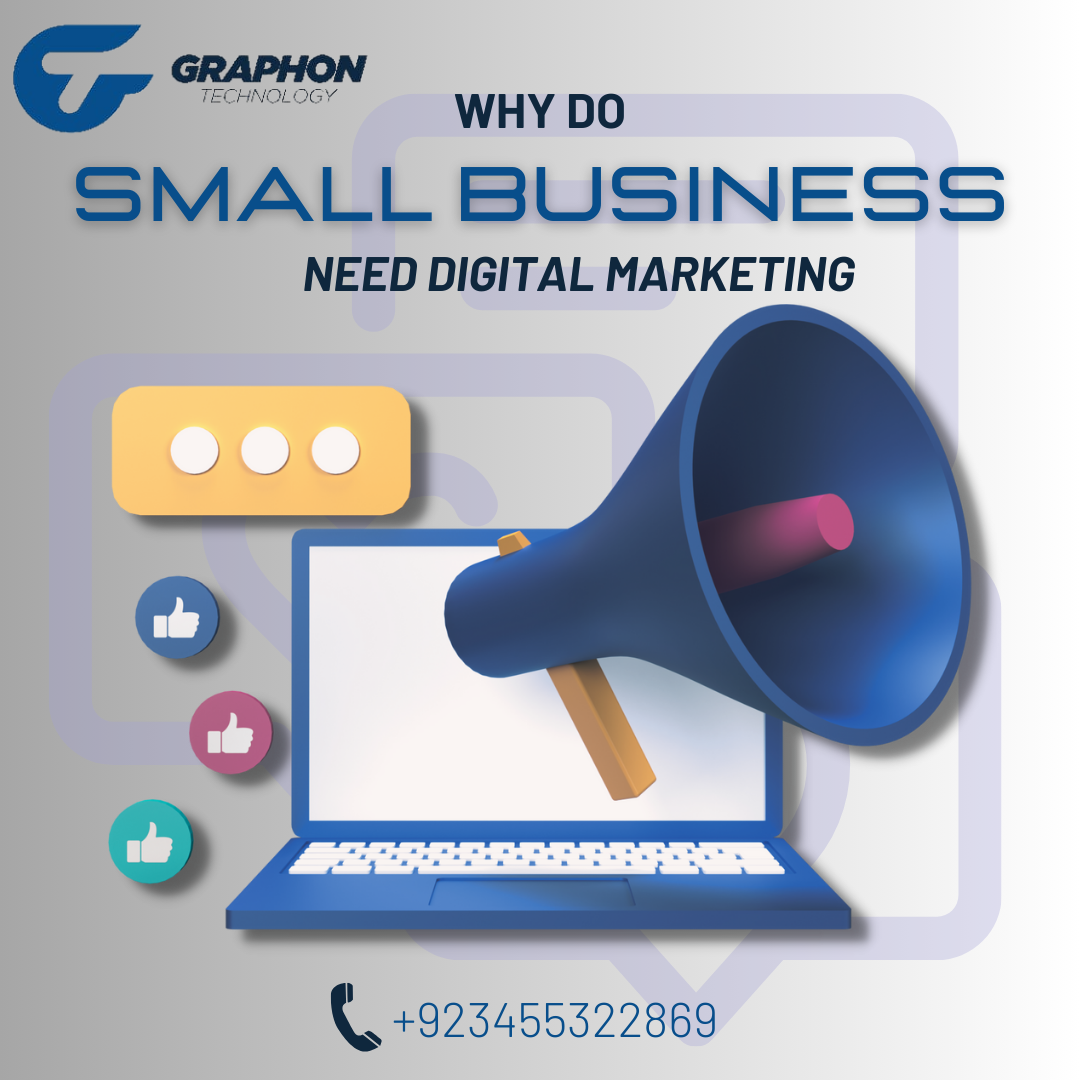 GRAPHON
TECHNOLOGY
WHY DO
SMALL BUSINESS
NEED DIGITAL MARKETING
+923455322869